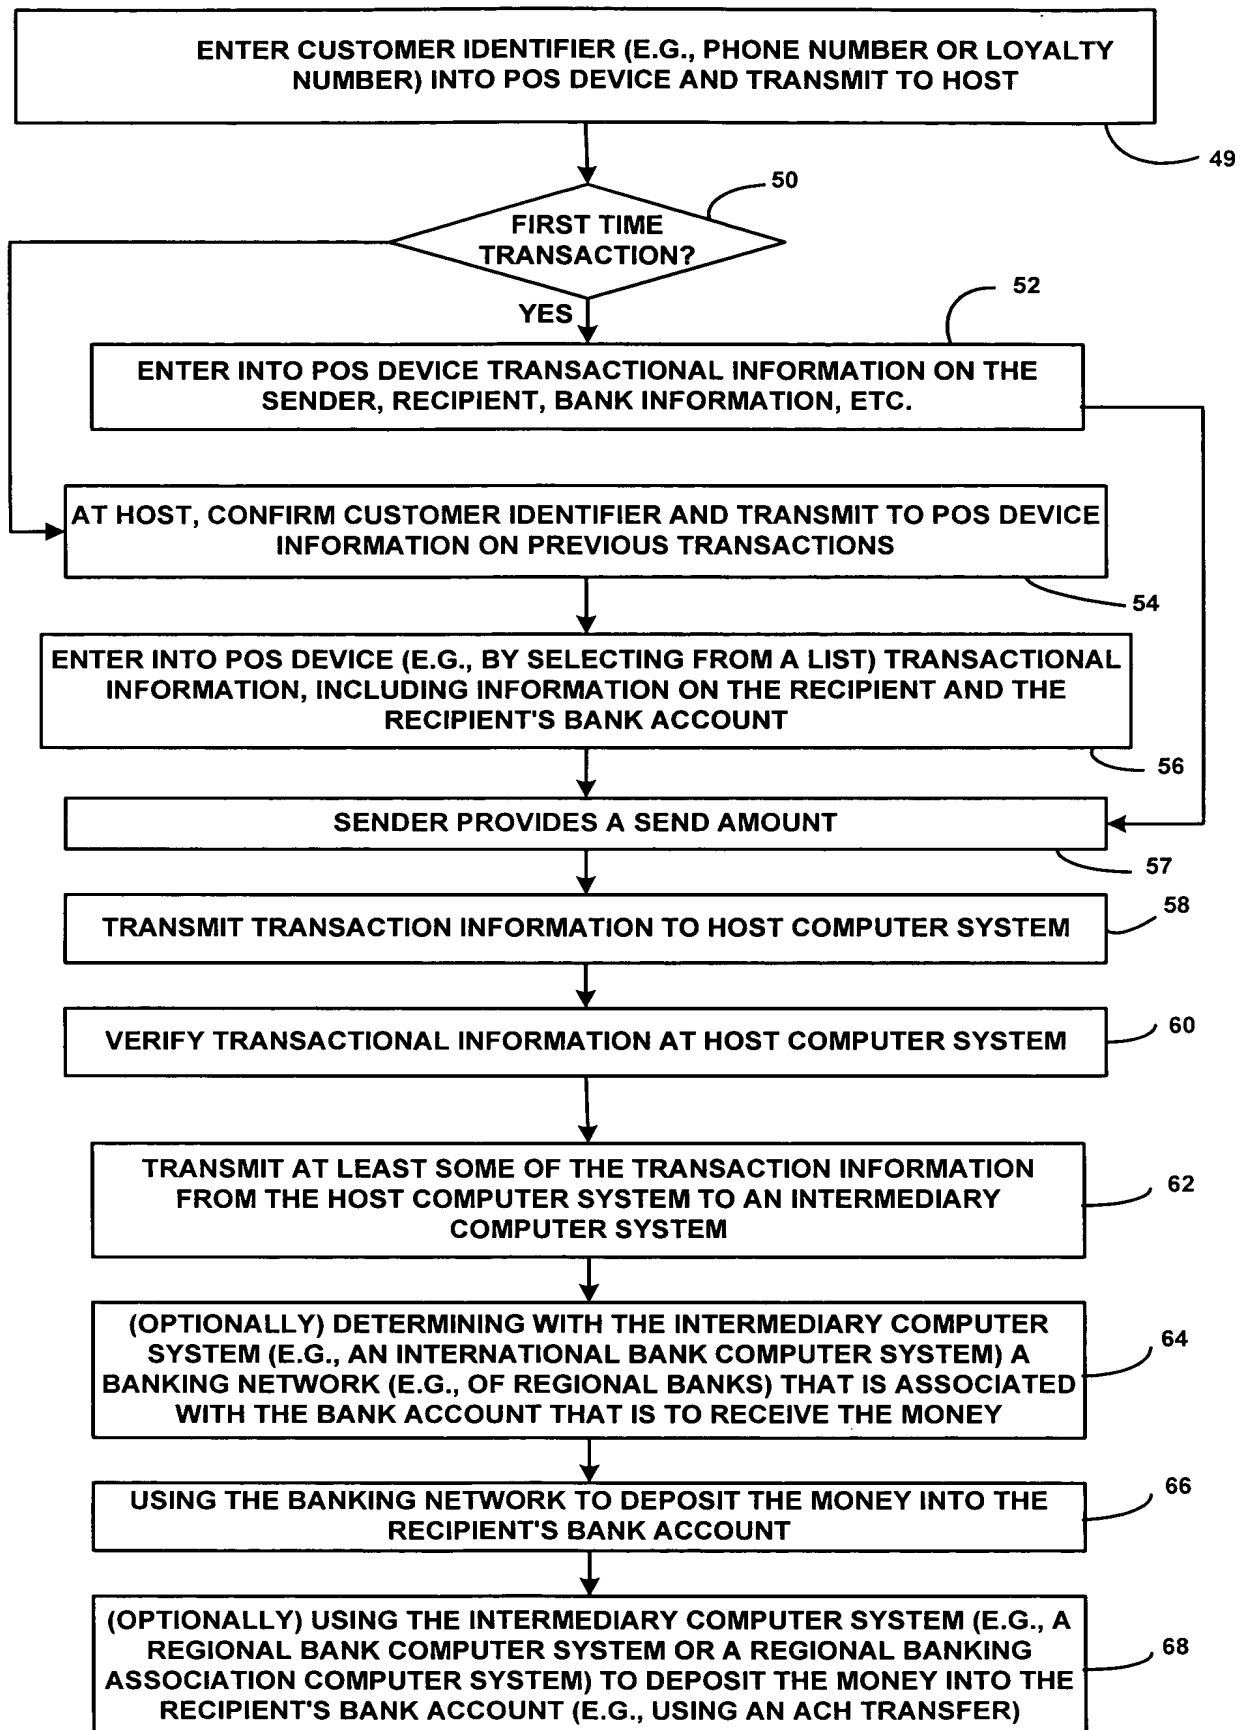 ENTER CUSTOMER IDENTIFIER (E.G., PHONE NUMBER OR LOYALTY
NUMBER) INTO POS DEVICE AND TRANSMIT TO HOST
49
50
FIRST TIME
TRANSACTION?
YES
52
ENTER INTO POS DEVICE TRANSACTIONAL INFORMATION ON THE
SENDER, RECIPIENT, BANK INFORMATION, ETC.
AT HOST, CONFIRM CUSTOMER IDENTIFIER AND TRANSMIT TO POS DEVICE
INFORMATION ON PREVIOUS TRANSACTIONS
54
ENTER INTO POS DEVICE (E.G., BY SELECTING FROM A LIST) TRANSACTIONAL
INFORMATION, INCLUDING INFORMATION ON THE RECIPIENT AND THE
RECIPIENT'S BANK ACCOUNT
56
SENDER PROVIDES A SEND AMOUNT
57
TRANSMIT TRANSACTION INFORMATION TO HOST COMPUTER SYSTEM
58
VERIFY TRANSACTIONAL INFORMATION AT HOST COMPUTER SYSTEM
60
TRANSMIT AT LEAST SOME OF THE TRANSACTION INFORMATION
FROM THE HOST COMPUTER SYSTEM TO AN INTERMEDIARY
COMPUTER SYSTEM
62
(OPTIONALLY) DETERMINING WITH THE INTERMEDIARY COMPUTER
SYSTEM (E.G., AN INTERNATIONAL BANK COMPUTER SYSTEM) A
BANKING NETWORK (E.G., OF REGIONAL BANKS) THAT IS ASSOCIATED
WITH THE BANK ACCOUNT THAT IS TO RECEIVE THE MONEY
64
USING THE BANKING NETWORK TO DEPOSIT THE MONEY INTO THE
RECIPIENT'S BANK ACCOUNT
66
(OPTIONALLY) USING THE INTERMEDIARY COMPUTER SYSTEM (E.G., A
REGIONAL BANK COMPUTER SYSTEM OR A REGIONAL BANKING
ASSOCIATION COMPUTER SYSTEM) TO DEPOSIT THE MONEY INTO THE
RECIPIENT'S BANK ACCOUNT (E.G., USING AN ACH TRANSFER)
68